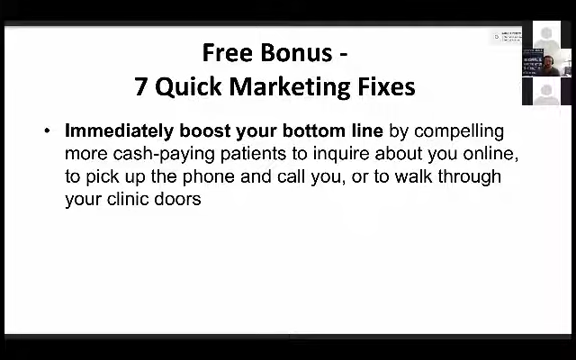 Free Bonus -
7 Quick Marketing Fixes
• Immediately boost your bottom line by compelling
more cash-paying patients to inquire about you online,
to pick up the phone and call you, or to walk through
your clinic doors